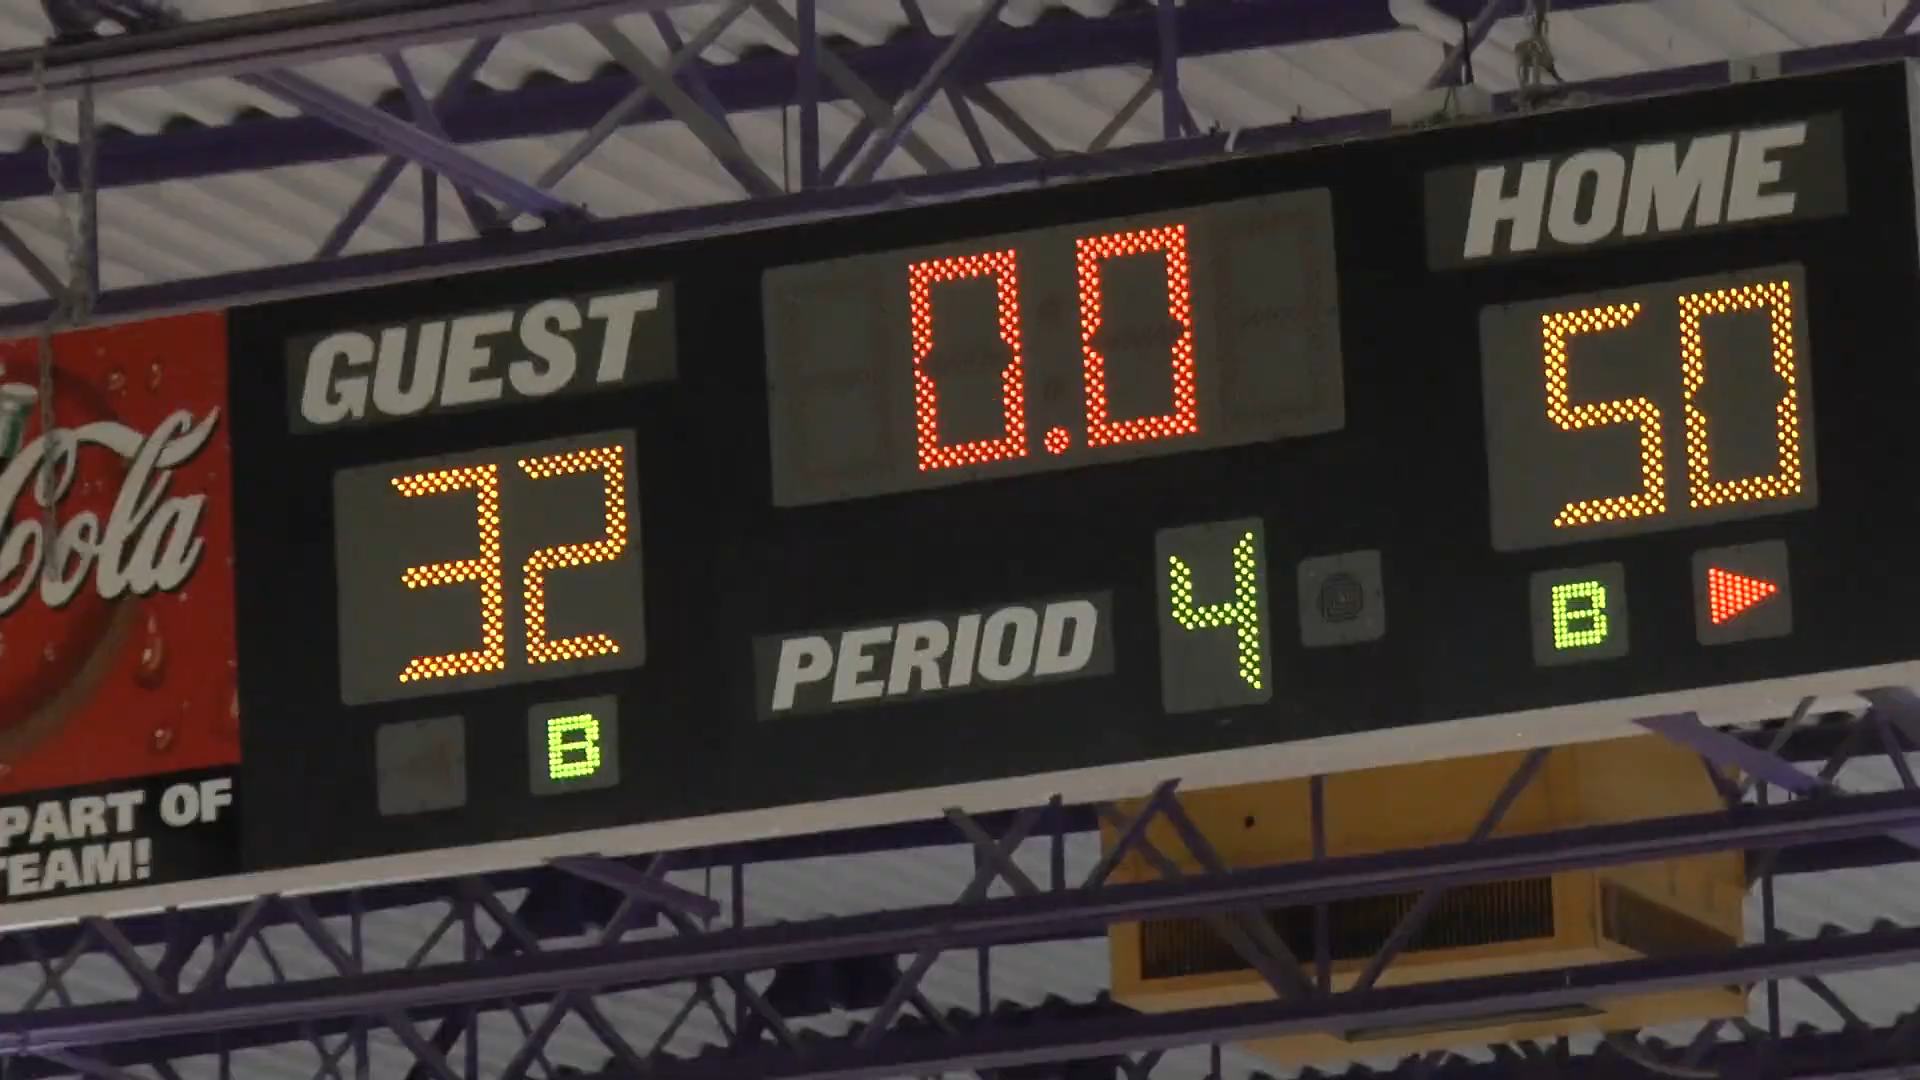 GUEST
0.0
HOME
32
50
PERIOD
4
B
B
Cola
PART OF
TEAM!